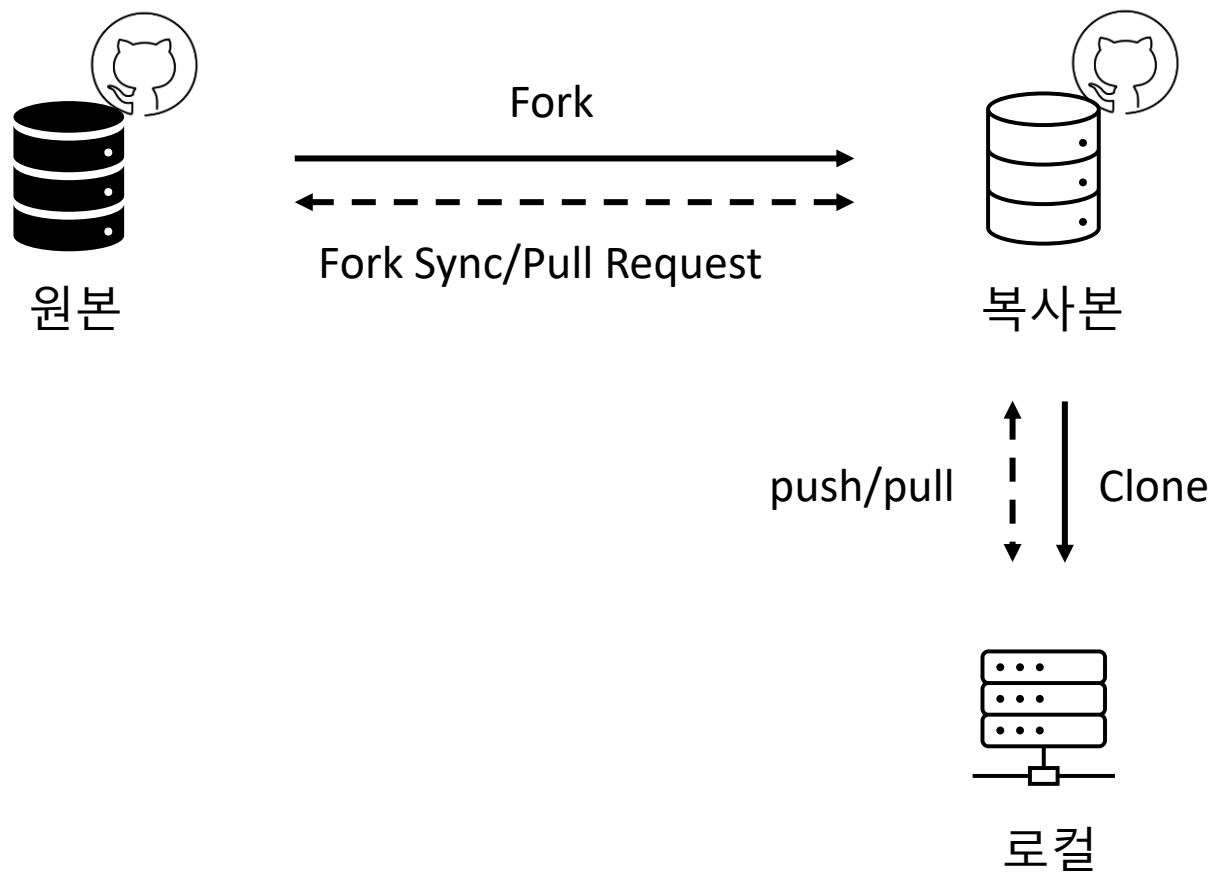 Fork
Fork Sync/Pull Request
원본
복사본
push/pull
Clone
로컬